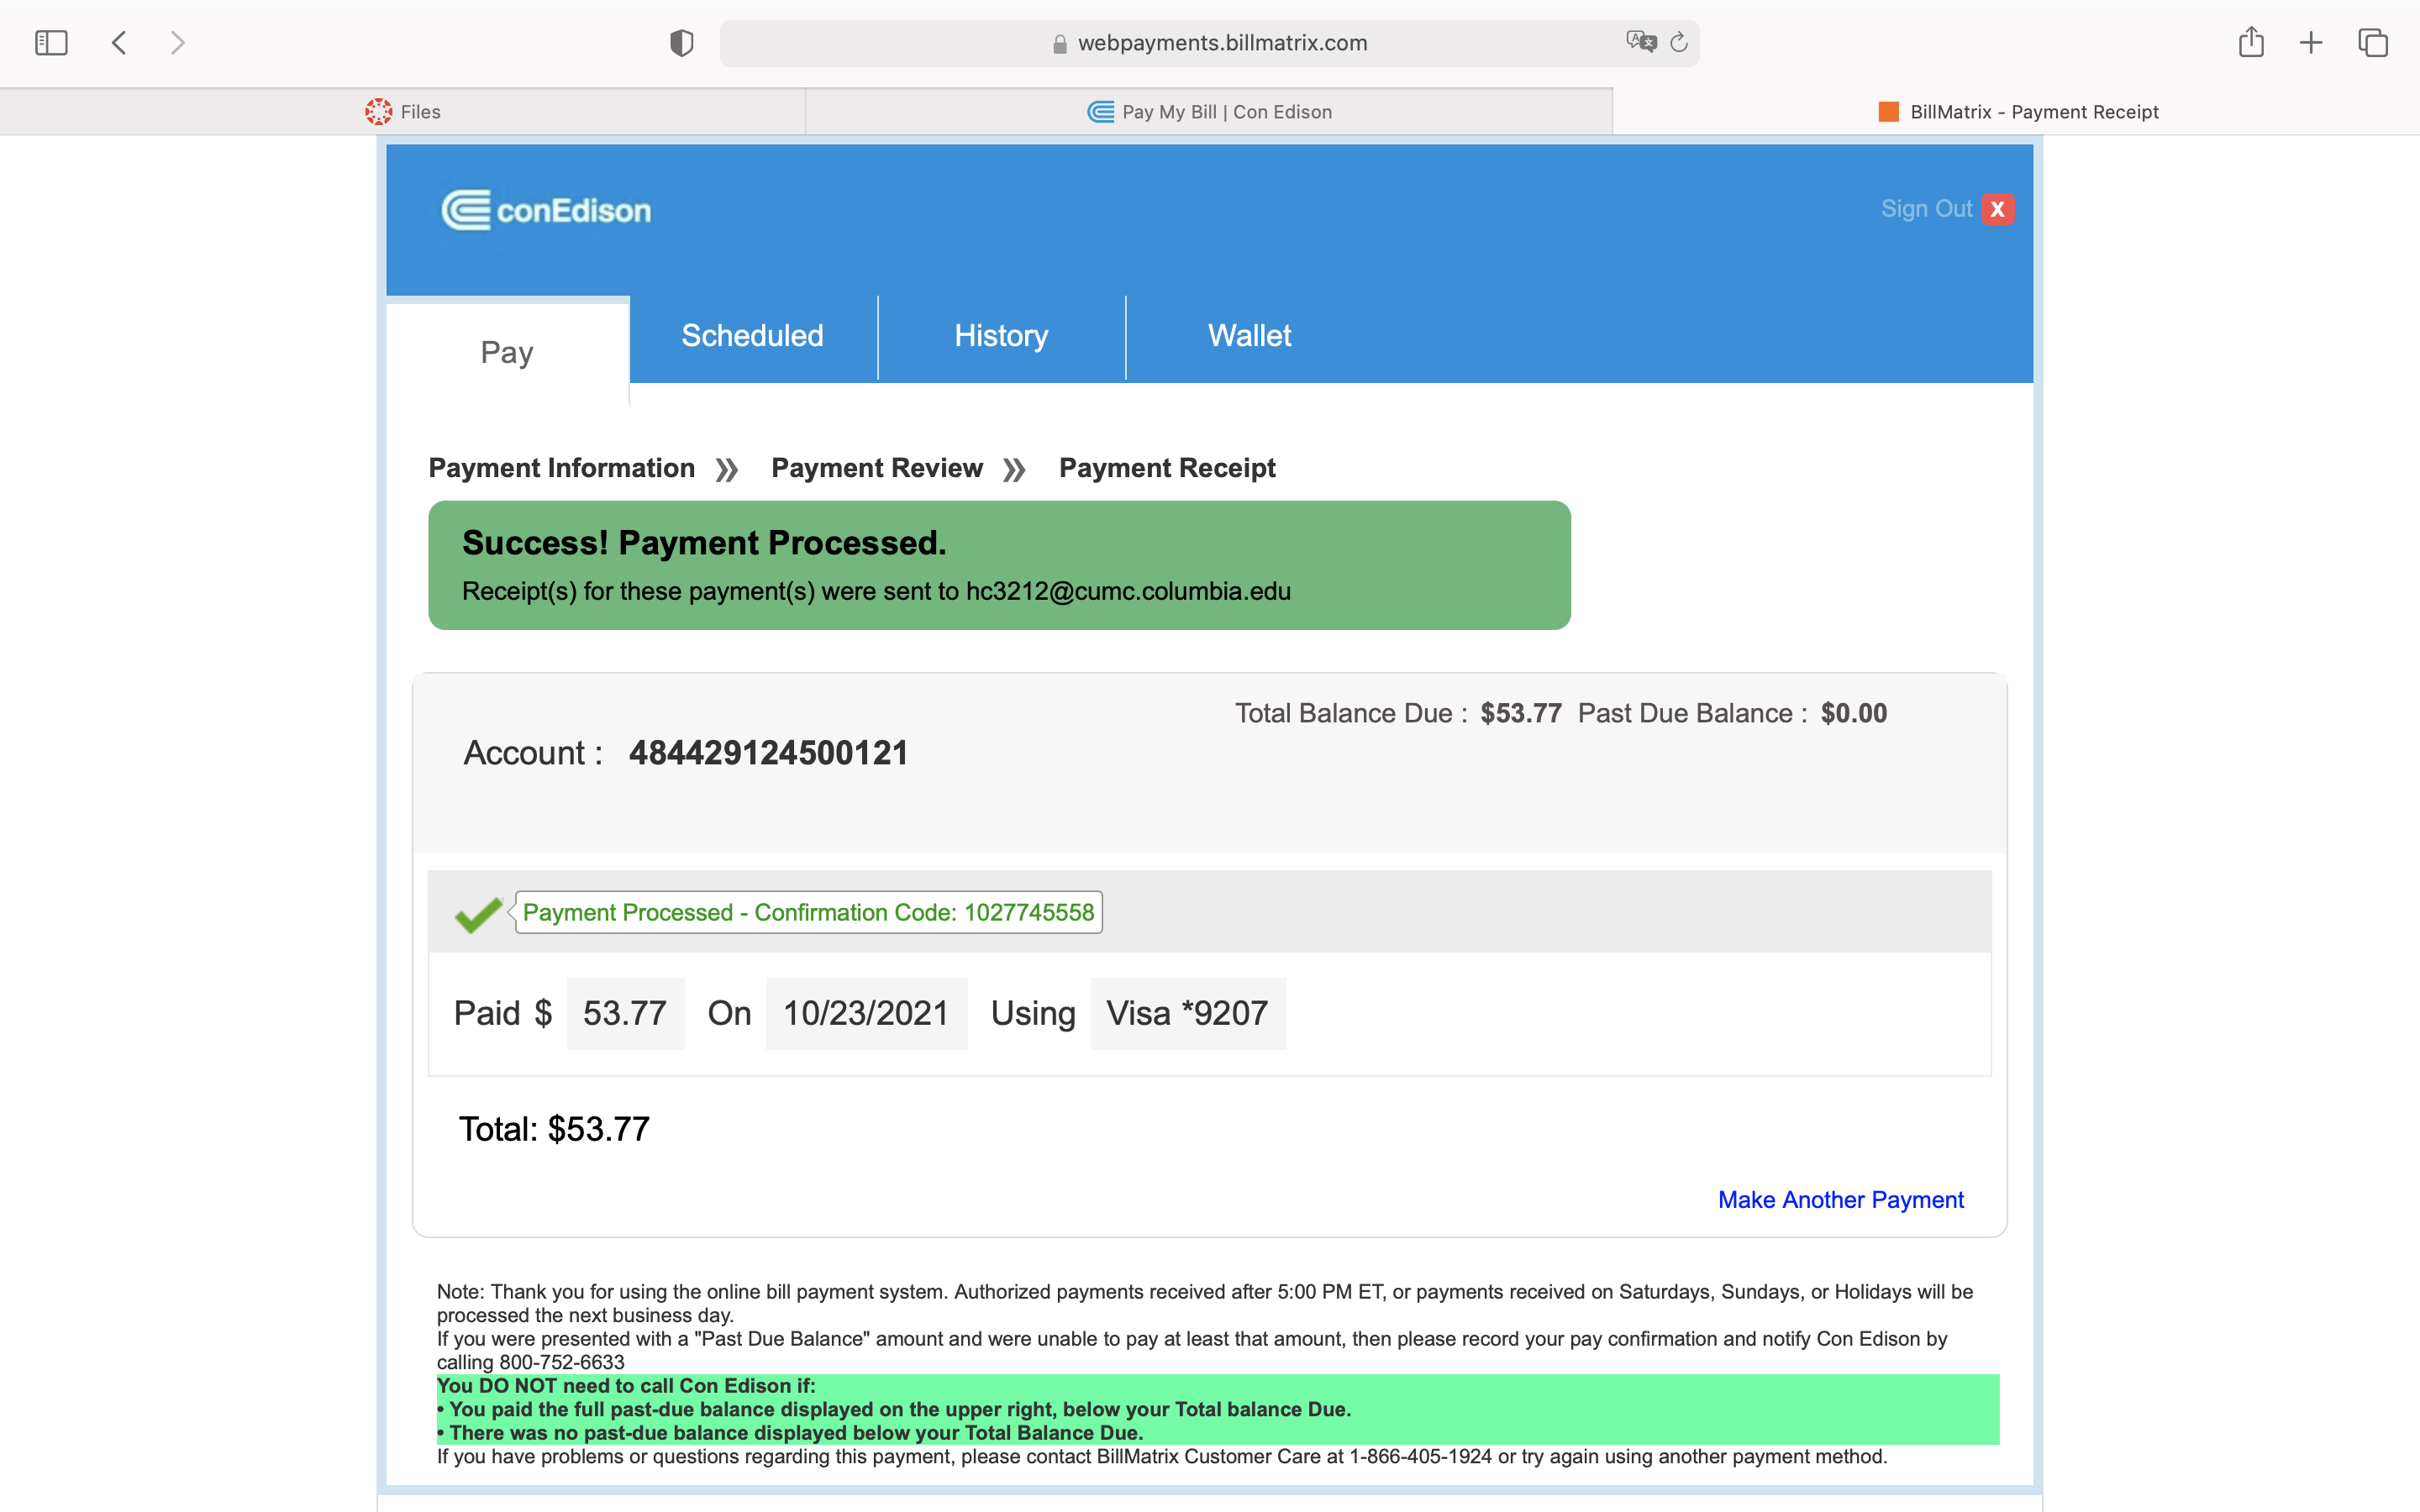 webpayments.billmatrix.com
Files
Pay My Bill | Con Edison
BillMatrix - Payment Receipt
conEdison
Sign Out X
Pay
Scheduled
History
Wallet
Payment Information » Payment Review » Payment Receipt
Success! Payment Processed.
Receipt(s) for these payment(s) were sent to hc3212@cumc.columbia.edu
Total Balance Due : $53.77 Past Due Balance : $0.00
Account : 484429124500121
Payment Processed - Confirmation Code: 1027745558
Paid $ 53.77 On 10/23/2021 Using Visa *9207
Total: $53.77
Make Another Payment
Note: Thank you for using the online bill payment system. Authorized payments received after 5:00 PM ET, or payments received on Saturdays, Sundays, or Holidays will be
processed the next business day.
If you were presented with a "Past Due Balance" amount and were unable to pay at least that amount, then please record your pay confirmation and notify Con Edison by
calling 800-752-6633
You DO NOT need to call Con Edison if:
• You paid the full past-due balance displayed on the upper right, below your Total balance Due.
• There was no past-due balance displayed below your Total Balance Due.
If you have problems or questions regarding this payment, please contact BillMatrix Customer Care at 1-866-405-1924 or try again using another payment method.